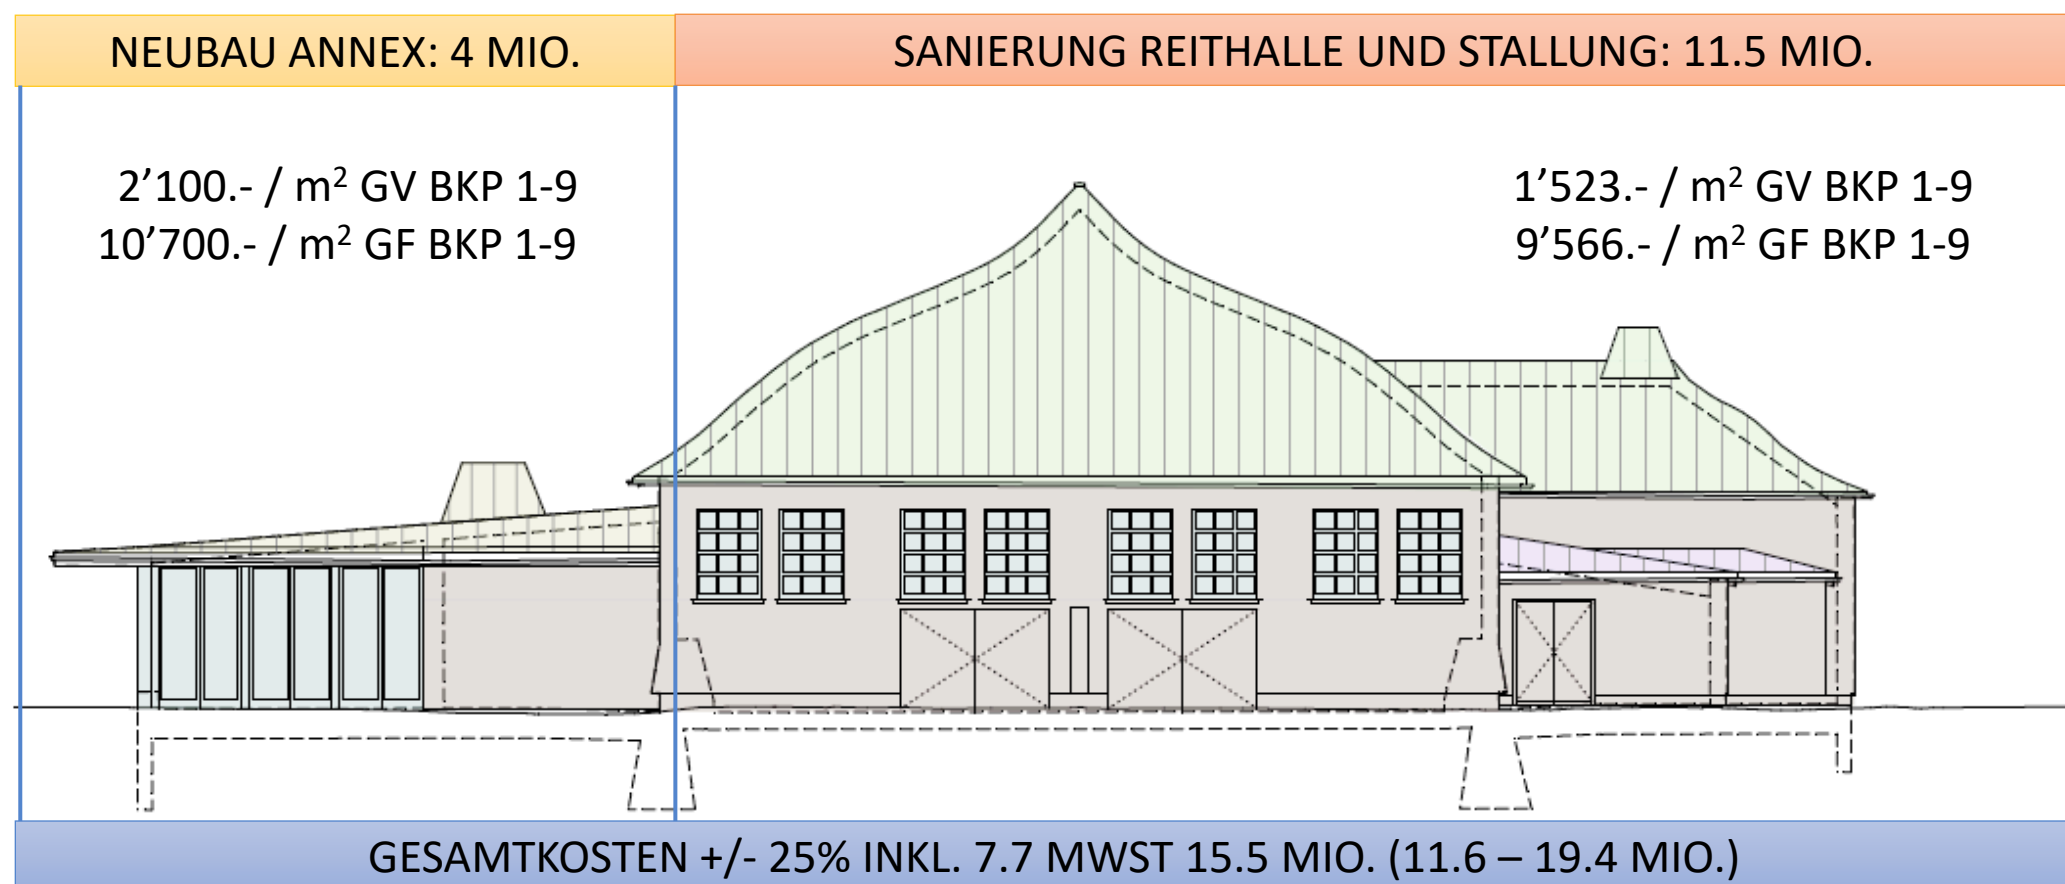 NEUBAU ANNEX: 4 MIO.
SANIERUNG REITHALLE UND STALLUNG: 11.5 MIO.
2’100.- / m² GV BKP 1-9
10’700.- / m² GF BKP 1-9
1’523.- / m² GV BKP 1-9
9’566.- / m² GF BKP 1-9
GESAMTKOSTEN +/- 25% INKL. 7.7 MWST 15.5 MIO. (11.6 – 19.4 MIO.)